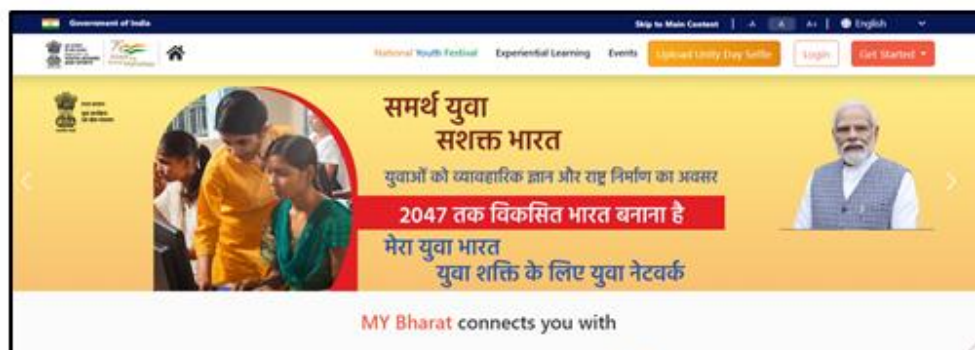 Government of India
Skip to Main Content | -A A A+ | English
National Youth Festival Experiential Learning Events Upload Unity Day Selfie Login Get Started
समर्थ युवा
सशक्त भारत
युवाओं को व्यावहारिक ज्ञान और राष्ट्र निर्माण का अवसर
2047 तक विकसित भारत बनाना है
मेरा युवा भारत
युवा शक्ति के लिए युवा नेटवर्क
MY Bharat connects you with